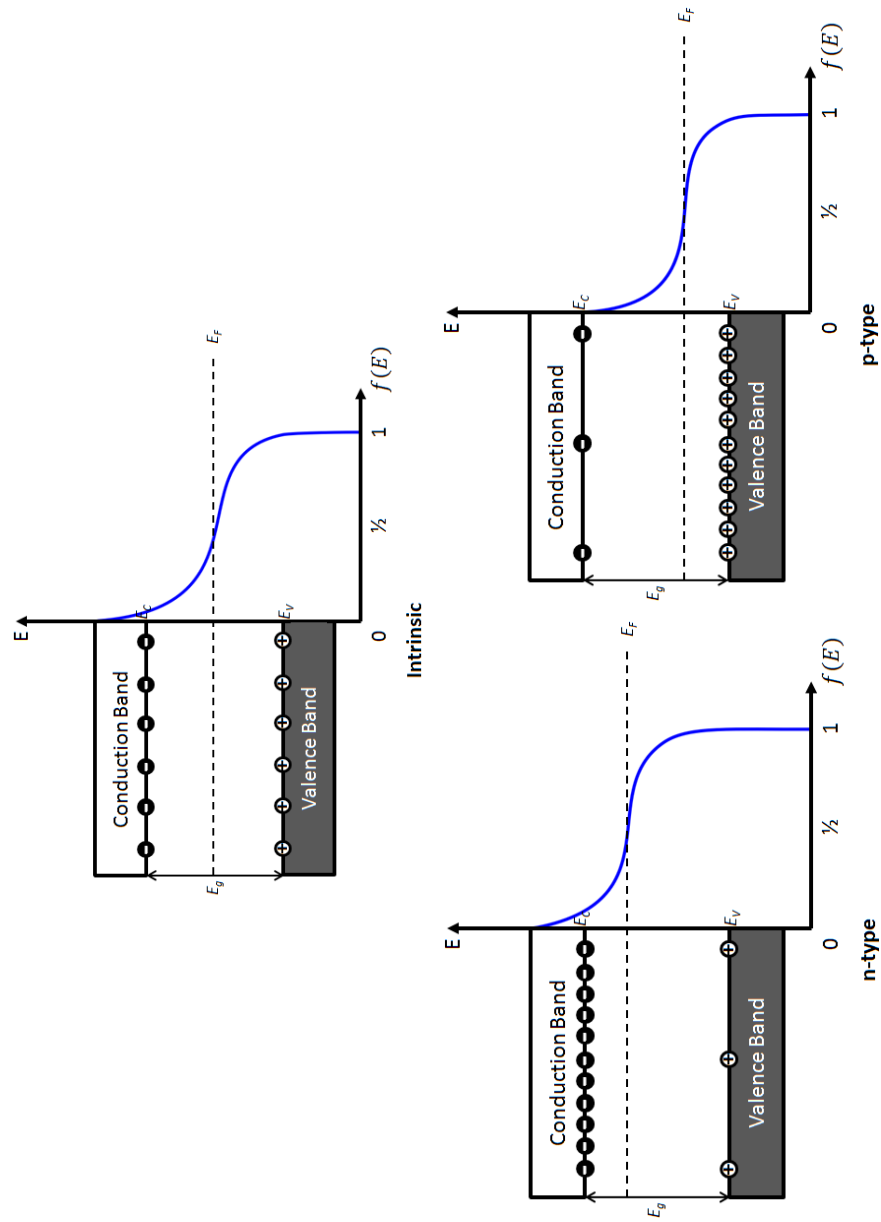 E
Conduction Band
E_C
E_F
E_g
E_V
Valence Band
0
½
1
f(E)
Intrinsic
E
Conduction Band
E_C
E_F
E_g
E_V
Valence Band
0
½
1
f(E)
n-type
E
Conduction Band
E_C
E_F
E_g
E_V
Valence Band
0
½
1
f(E)
p-type